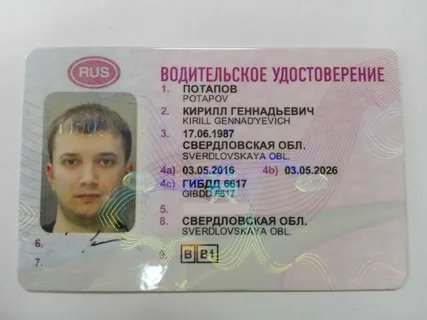 RUS
ВОДИТЕЛЬСКОЕ УДОСТОВЕРЕНИЕ
1. ПОТАПОВ
POTAPOV
2. КИРИЛЛ ГЕННАДЬЕВИЧ
KIRILL GENNAD'EVICH
3. 17.06.1987
СВЕРДЛОВСКАЯ ОБЛ.
SVERDLOVSKAYA OBL.
4a) 03.05.2016 4b) 03.05.2026
4c) ГИБДД 6617
GIBDD 6617
5.
8. СВЕРДЛОВСКАЯ ОБЛ.
SVERDLOVSKAYA OBL.
6.
7.
9. B B1